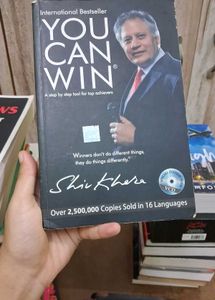 International Bestseller
YOU
CAN
WIN
A step by step tool for top achievers
"Winners don't do different things,
they do things differently."
Shiv Khera
Over 2,500,000 Copies Sold in 16 Languages